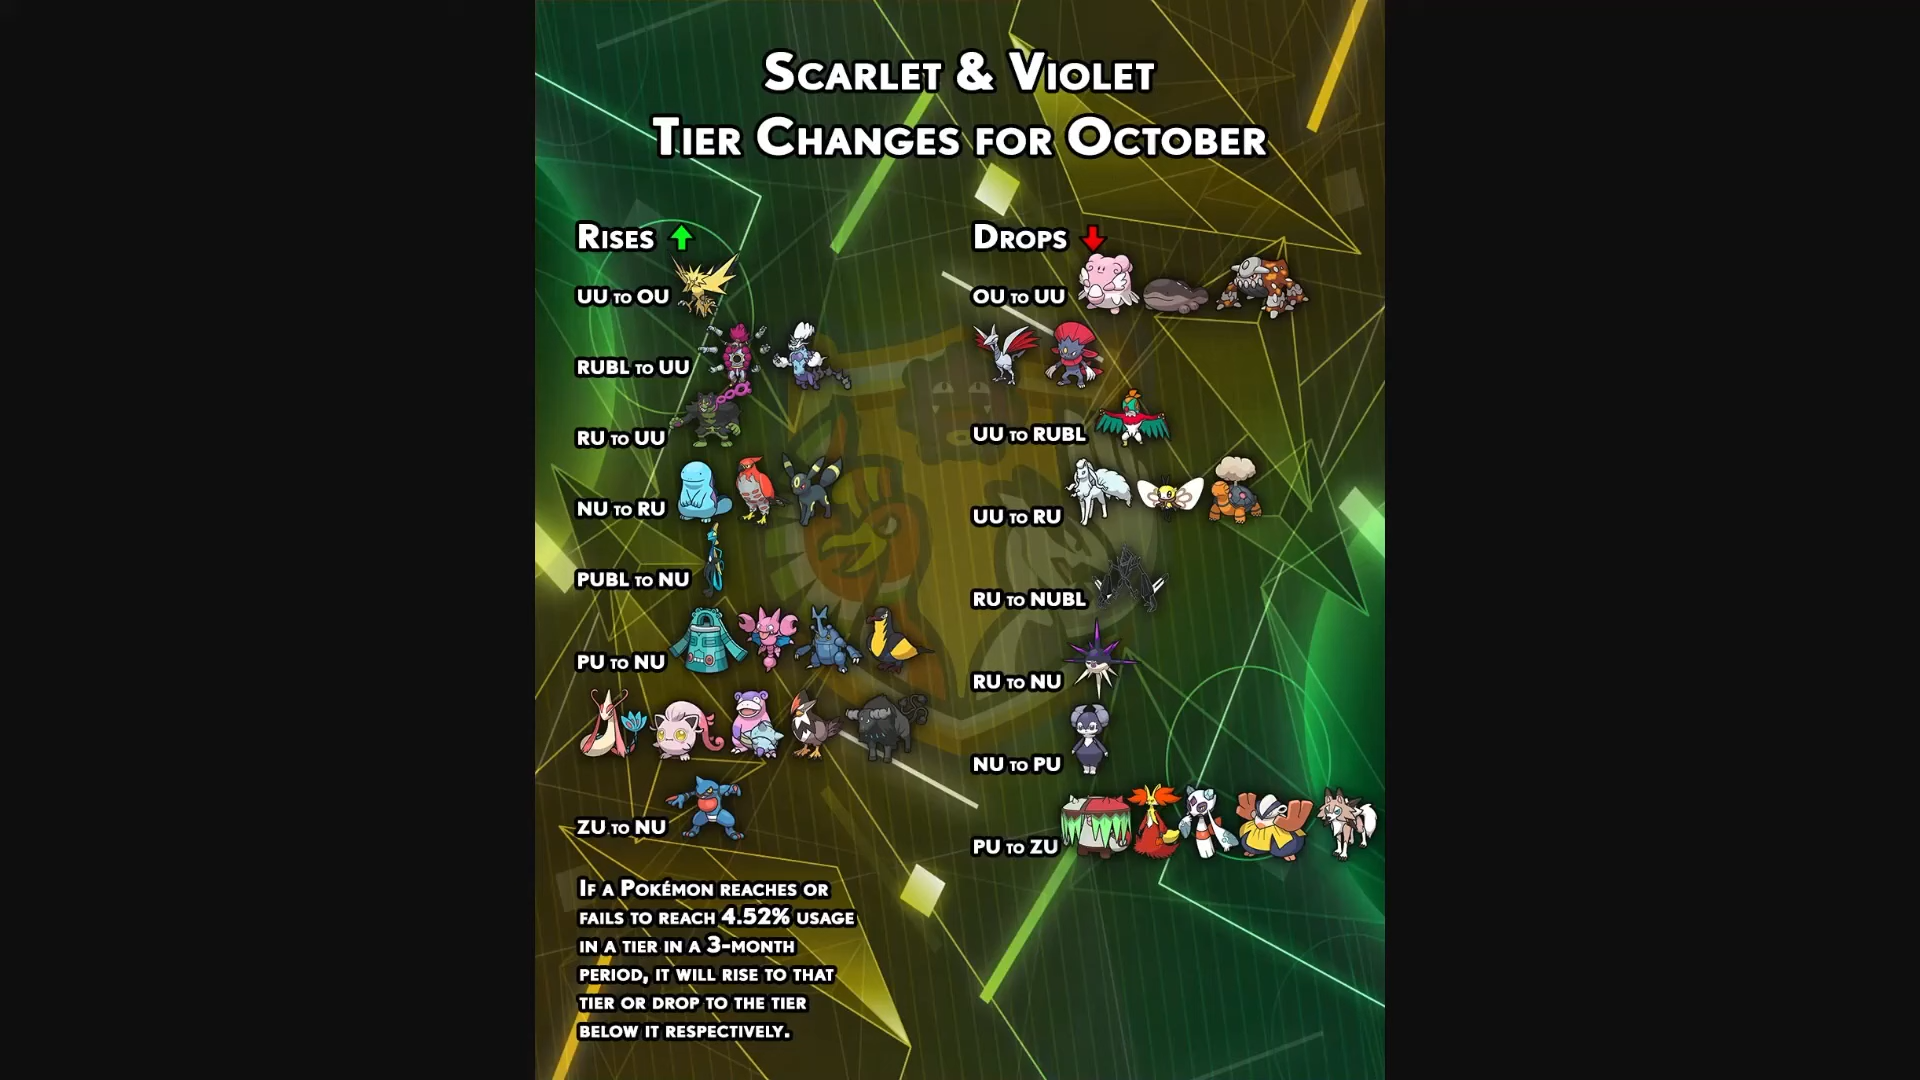 Scarlet & Violet
Tier Changes for October
Rises
UU to OU
RUBL to UU
RU to UU
NU to RU
PUBL to NU
PU to NU
ZU to NU
If a Pokémon reaches or
fails to reach 4.52% usage
in a tier in a 3-month
period, it will rise to that
tier or drop to the tier
below it respectively.
Drops
OU to UU
UU to RUBL
UU to RU
RU to NUBL
RU to NU
NU to PU
PU to ZU